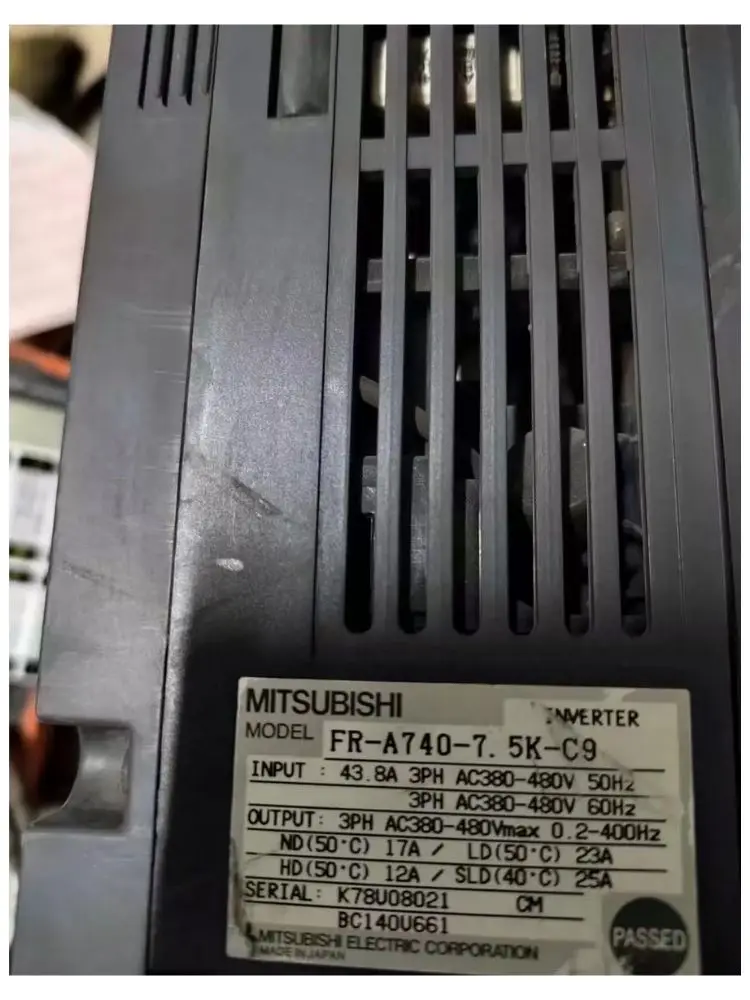 MITSUBISHI
INVERTER
MODEL FR-A740-7.5K-C9
INPUT : 43.8A 3PH AC380-480V 50Hz
3PH AC380-480V 60Hz
OUTPUT: 3PH AC380-480Vmax 0.2-400Hz
ND(50°C) 17A / LD(50°C) 23A
HD(50°C) 12A / SLD(40°C) 25A
SERIAL: K78U08021 CM
BC140U661
MITSUBISHI ELECTRIC CORPORATION
MADE IN JAPAN
PASSED